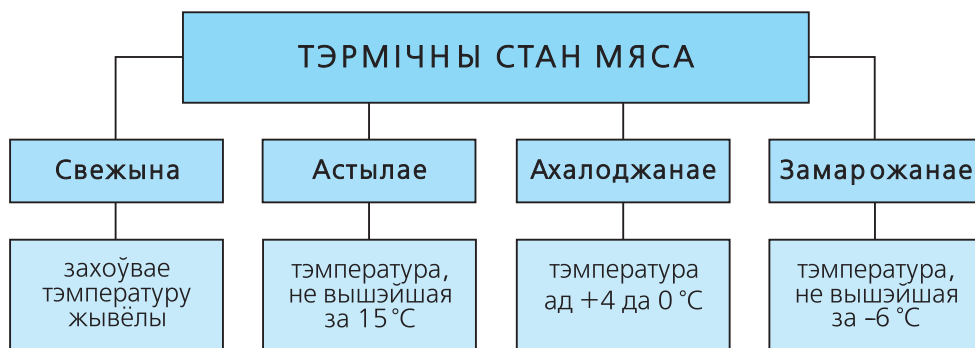 ТЭРМІЧНЫ СТАН МЯСА
Свежына
Астылае
Ахалоджанае
Замарожанае
захоўвае
тэмпературу
жывёлы
тэмпература,
не вышэйшая
за 15 °С
тэмпература
ад +4 да 0 °С
тэмпература,
не вышэйшая
за –6 °С